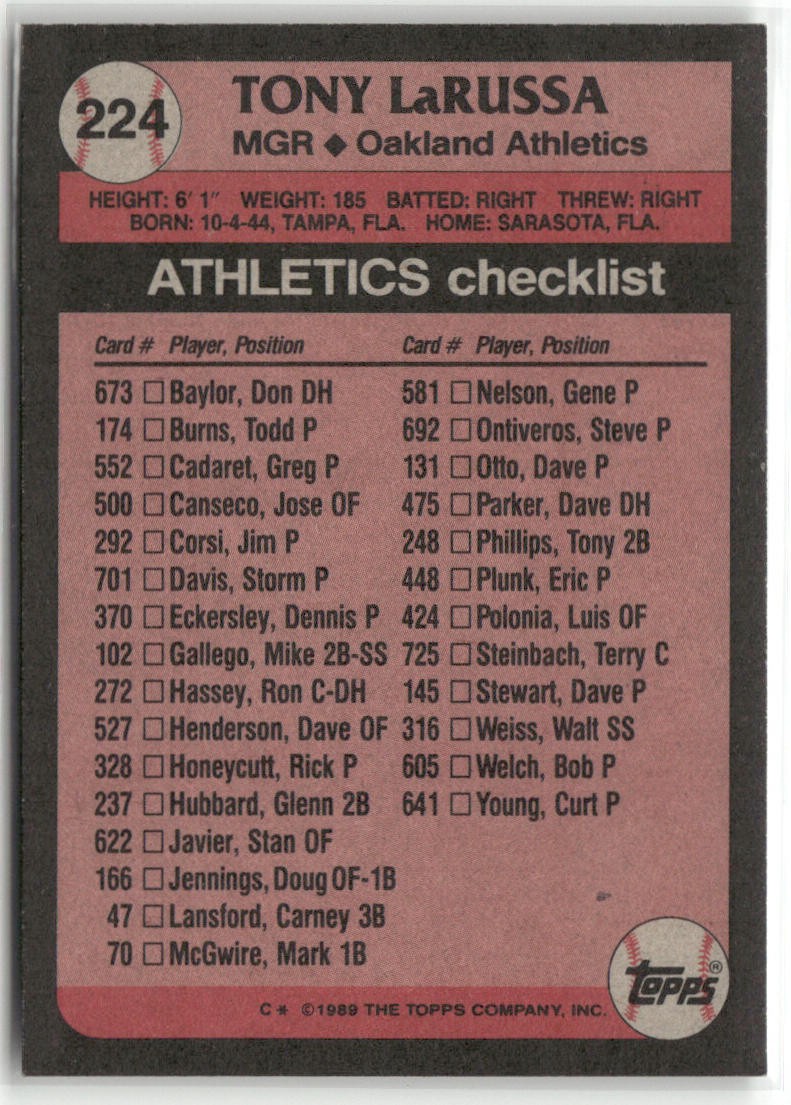 224
TONY LaRUSSA
MGR ◆ Oakland Athletics
HEIGHT: 6' 1" WEIGHT: 185 BATTED: RIGHT THREW: RIGHT
BORN: 10-4-44, TAMPA, FLA. HOME: SARASOTA, FLA.
ATHLETICS checklist
Card # Player, Position
673 □ Baylor, Don DH
174 □ Burns, Todd P
552 □ Cadaret, Greg P
500 □ Canseco, Jose OF
292 □ Corsi, Jim P
701 □ Davis, Storm P
370 □ Eckersley, Dennis P
102 □ Gallego, Mike 2B-SS
272 □ Hassey, Ron C-DH
527 □ Henderson, Dave OF
328 □ Honeycutt, Rick P
237 □ Hubbard, Glenn 2B
622 □ Javier, Stan OF
166 □ Jennings, Doug OF-1B
47 □ Lansford, Carney 3B
70 □ McGwire, Mark 1B
Card # Player, Position
581 □ Nelson, Gene P
692 □ Ontiveros, Steve P
131 □ Otto, Dave P
475 □ Parker, Dave DH
248 □ Phillips, Tony 2B
448 □ Plunk, Eric P
424 □ Polonia, Luis OF
725 □ Steinbach, Terry C
145 □ Stewart, Dave P
316 □ Weiss, Walt SS
605 □ Welch, Bob P
641 □ Young, Curt P
topps®
C* ©1989 THE TOPPS COMPANY, INC.